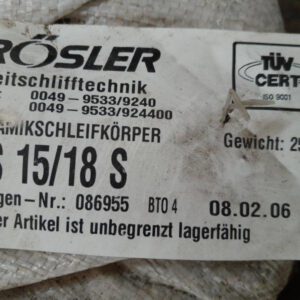 RÖSLER
eitschlifftechnik
: 0049-9533/9240
0049-9533/924400
TÜV
CERT
ISO 9001
AMIKSCHLEIFKÖRPER
Gewicht: 2
S 15/18 S
gen-Nr.: 086955 BTO 4 08.02.06
er Artikel ist unbegrenzt lagerfähig